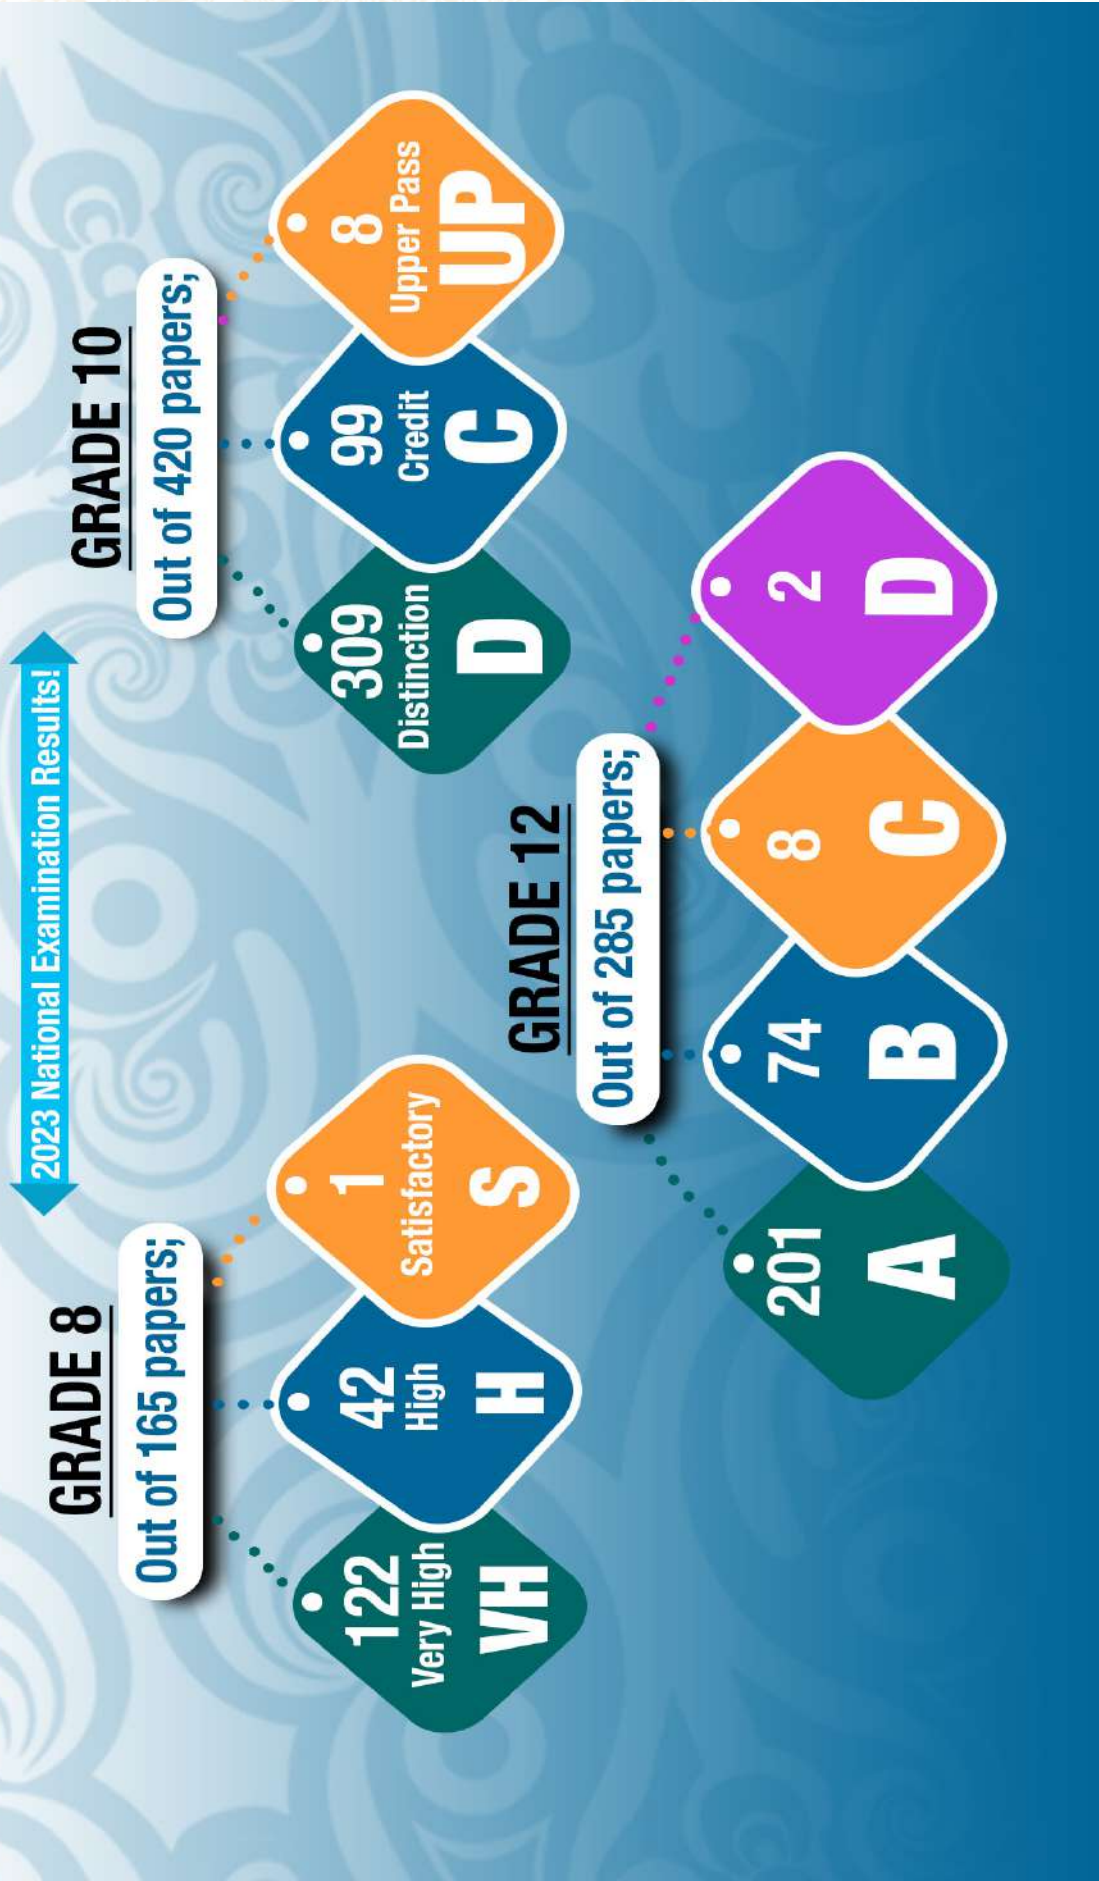 2023 National Examination Results!
GRADE 8
Out of 165 papers;
122
Very High
VH
42
High
H
1
Satisfactory
S
GRADE 10
Out of 420 papers;
309
Distinction
D
99
Credit
C
8
Upper Pass
UP
GRADE 12
Out of 285 papers;
201
A
74
B
8
C
2
D